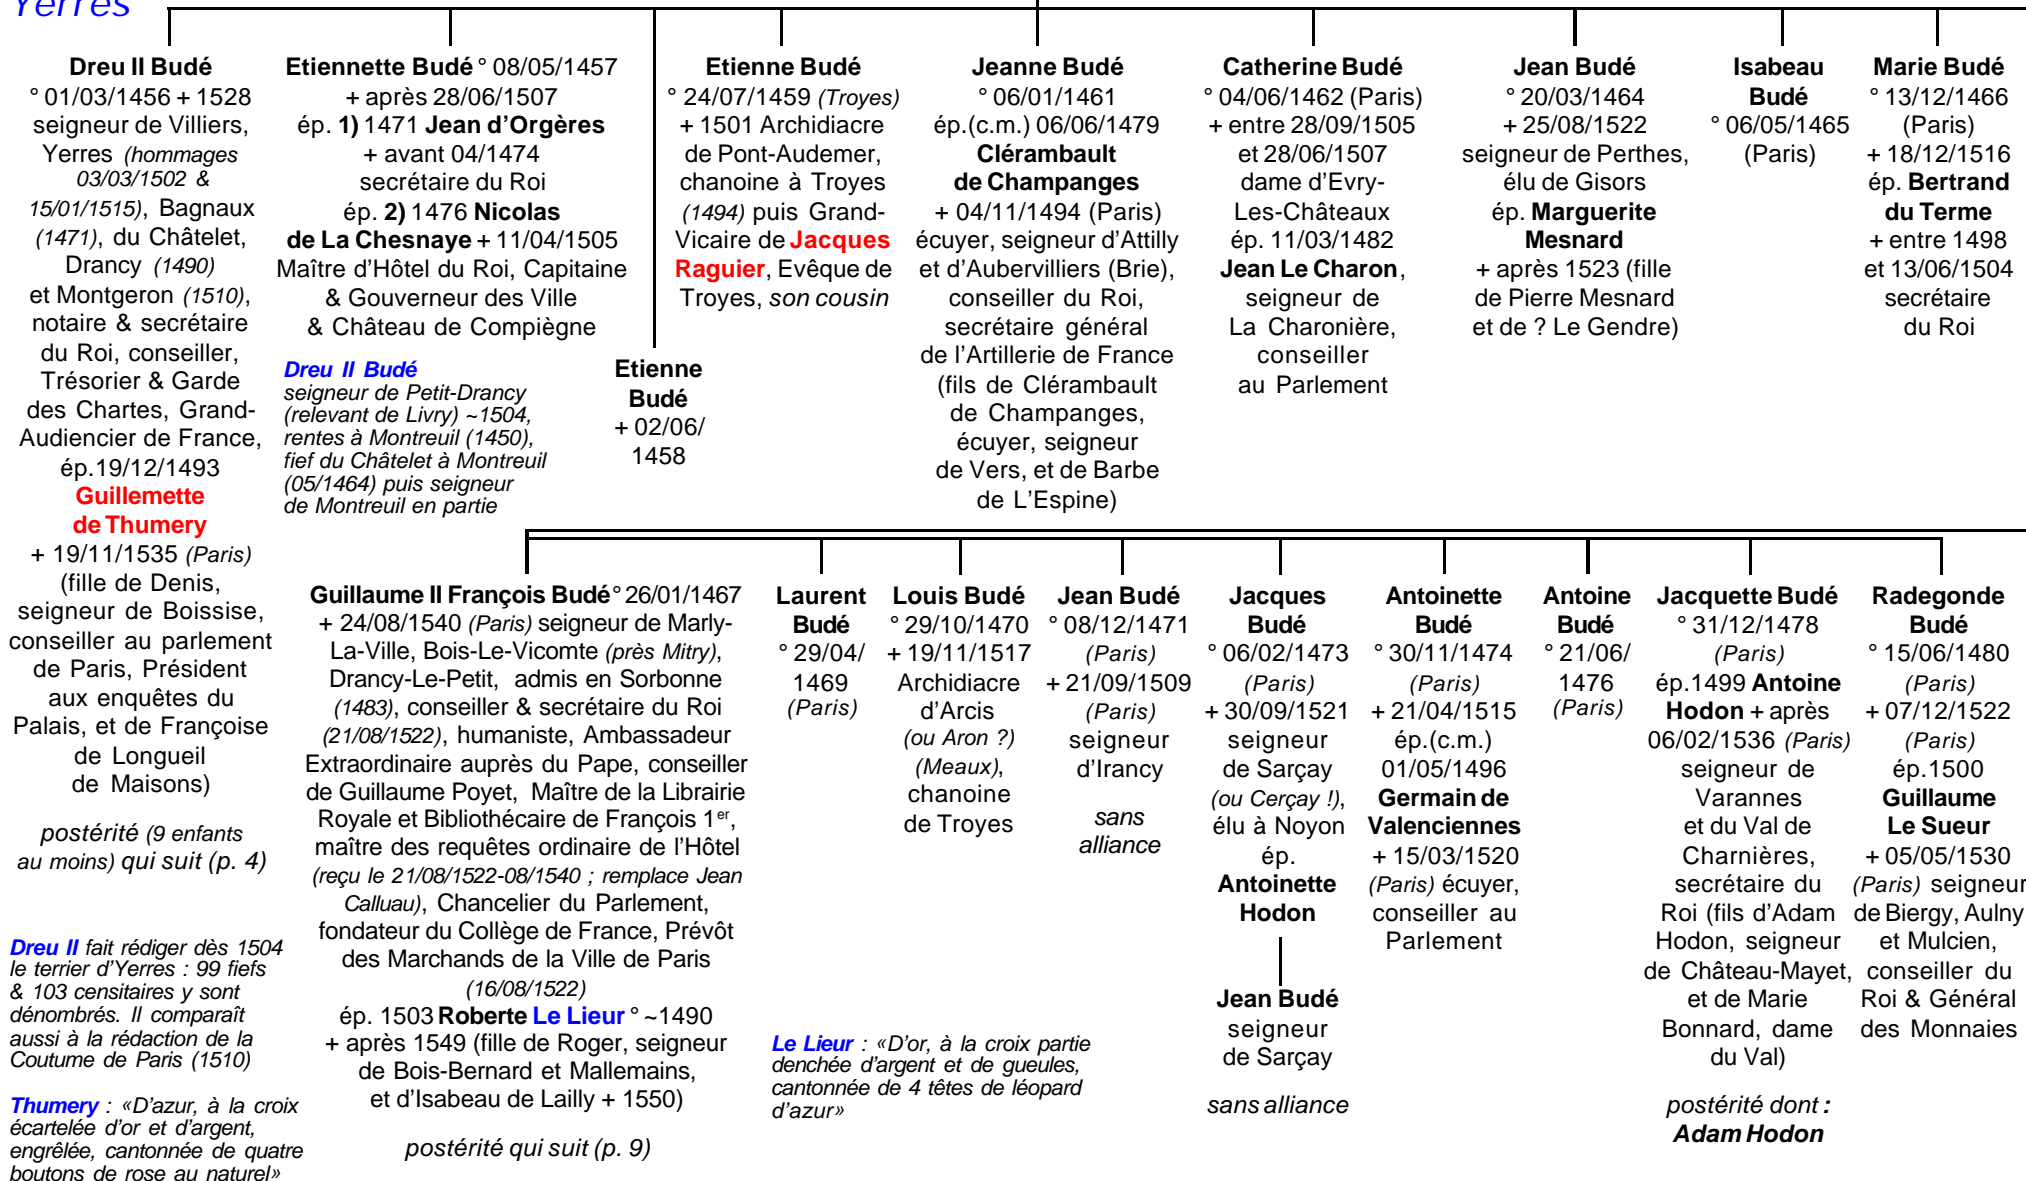 Yerres
Dreu II Budé
° 01/03/1456 + 1528
seigneur de Villiers,
Yerres (hommages
03/03/1502 &
15/01/1515), Bagnaux
(1471), du Châtelet,
Drancy (1490)
et Montgeron (1510),
notaire & secrétaire
du Roi, conseiller,
Trésorier & Garde
des Chartes, Grand-
Audiencier de France,
ép.19/12/1493
Guillemette
de Thumery
+ 19/11/1535 (Paris)
(fille de Denis,
seigneur de Boissise,
conseiller au parlement
de Paris, Président
aux enquêtes du
Palais, et de Françoise
de Longueil
de Maisons)
postérité (9 enfants
au moins) qui suit (p. 4)
Dreu II fait rédiger dès 1504
le terrier d'Yerres : 99 fiefs
& 103 censitaires y sont
dénombrés. Il comparaît
aussi à la rédaction de la
Coutume de Paris (1510)
Thumery : «D'azur, à la croix
écartelée d'or et d'argent,
engrêlée, cantonnée de quatre
boutons de rose au naturel»
Etiennette Budé ° 08/05/1457
+ après 28/06/1507
ép. 1) 1471 Jean d'Orgères
+ avant 04/1474
secrétaire du Roi
ép. 2) 1476 Nicolas
de La Chesnaye + 11/04/1505
Maître d'Hôtel du Roi, Capitaine
& Gouverneur des Ville
& Château de Compiègne
Dreu II Budé
seigneur de Petit-Drancy
(relevant de Livry) ~1504,
rentes à Montreuil (1450),
fief du Châtelet à Montreuil
(05/1464) puis seigneur
de Montreuil en partie
Etienne
Budé
+ 02/06/
1458
Etienne Budé
° 24/07/1459 (Troyes)
+ 1501 Archidiacre
de Pont-Audemer,
chanoine à Troyes
(1494) puis Grand-
Vicaire de Jacques
Raguier, Evêque de
Troyes, son cousin
Jeanne Budé
° 06/01/1461
ép.(c.m.) 06/06/1479
Clérambault
de Champanges
+ 04/11/1494 (Paris)
écuyer, seigneur d'Attilly
et d'Aubervilliers (Brie),
conseiller du Roi,
secrétaire général
de l'Artillerie de France
(fils de Clérambault
de Champanges,
écuyer, seigneur
de Vers, et de Barbe
de L'Espine)
Catherine Budé
° 04/06/1462 (Paris)
+ entre 28/09/1505
et 28/06/1507
dame d'Evry-
Les-Châteaux
ép. 11/03/1482
Jean Le Charon,
seigneur de
La Charonière,
conseiller
au Parlement
Jean Budé
° 20/03/1464
+ 25/08/1522
seigneur de Perthes,
élu de Gisors
ép. Marguerite
Mesnard
+ après 1523 (fille
de Pierre Mesnard
et de ? Le Gendre)
Isabeau
Budé
° 06/05/1465
(Paris)
Marie Budé
° 13/12/1466
(Paris)
+ 18/12/1516
ép. Bertrand
du Terme
+ entre 1498
et 13/06/1504
secrétaire
du Roi
Guillaume II François Budé ° 26/01/1467
+ 24/08/1540 (Paris) seigneur de Marly-
La-Ville, Bois-Le-Vicomte (près Mitry),
Drancy-Le-Petit, admis en Sorbonne
(1483), conseiller & secrétaire du Roi
(21/08/1522), humaniste, Ambassadeur
Extraordinaire auprès du Pape, conseiller
de Guillaume Poyet, Maître de la Librairie
Royale et Bibliothécaire de François 1er,
maître des requêtes ordinaire de l'Hôtel
(reçu le 21/08/1522-08/1540 ; remplace Jean
Calluau), Chancelier du Parlement,
fondateur du Collège de France, Prévôt
des Marchands de la Ville de Paris
(16/08/1522)
ép. 1503 Roberte Le Lieur ° ~1490
+ après 1549 (fille de Roger, seigneur
de Bois-Bernard et Mallemains,
et d'Isabeau de Lailly + 1550)
postérité qui suit (p. 9)
Laurent
Budé
° 29/04/
1469
(Paris)
Louis Budé
° 29/10/1470
+ 19/11/1517
Archidiacre
d'Arcis
(ou Aron ?)
(Meaux),
chanoine
de Troyes
Jean Budé
° 08/12/1471
(Paris)
+ 21/09/1509
(Paris)
seigneur
d'Irancy
sans
alliance
Le Lieur : «D'or, à la croix partie
denchée d'argent et de gueules,
cantonnée de 4 têtes de léopard
d'azur»
Jacques
Budé
° 06/02/1473
(Paris)
+ 30/09/1521
seigneur
de Sarçay
(ou Cerçay !),
élu à Noyon
ép.
Antoinette
Hodon
Jean Budé
seigneur
de Sarçay
sans alliance
Antoinette
Budé
° 30/11/1474
(Paris)
+ 21/04/1515
ép.(c.m.)
01/05/1496
Germain de
Valenciennes
+ 15/03/1520
(Paris) écuyer,
conseiller au
Parlement
Antoine
Budé
° 21/06/
1476
(Paris)
Jacquette Budé
° 31/12/1478
(Paris)
ép.1499 Antoine
Hodon + après
06/02/1536 (Paris)
seigneur de
Varannes
et du Val de
Charnières,
secrétaire du
Roi (fils d'Adam
Hodon, seigneur
de Château-Mayet,
et de Marie
Bonnard, dame
du Val)
postérité dont :
Adam Hodon
Radegonde
Budé
° 15/06/1480
(Paris)
+ 07/12/1522
(Paris)
ép.1500
Guillaume
Le Sueur
+ 05/05/1530
(Paris) seigneur
de Biergy, Aulny
et Mulcien,
conseiller du
Roi & Général
des Monnaies